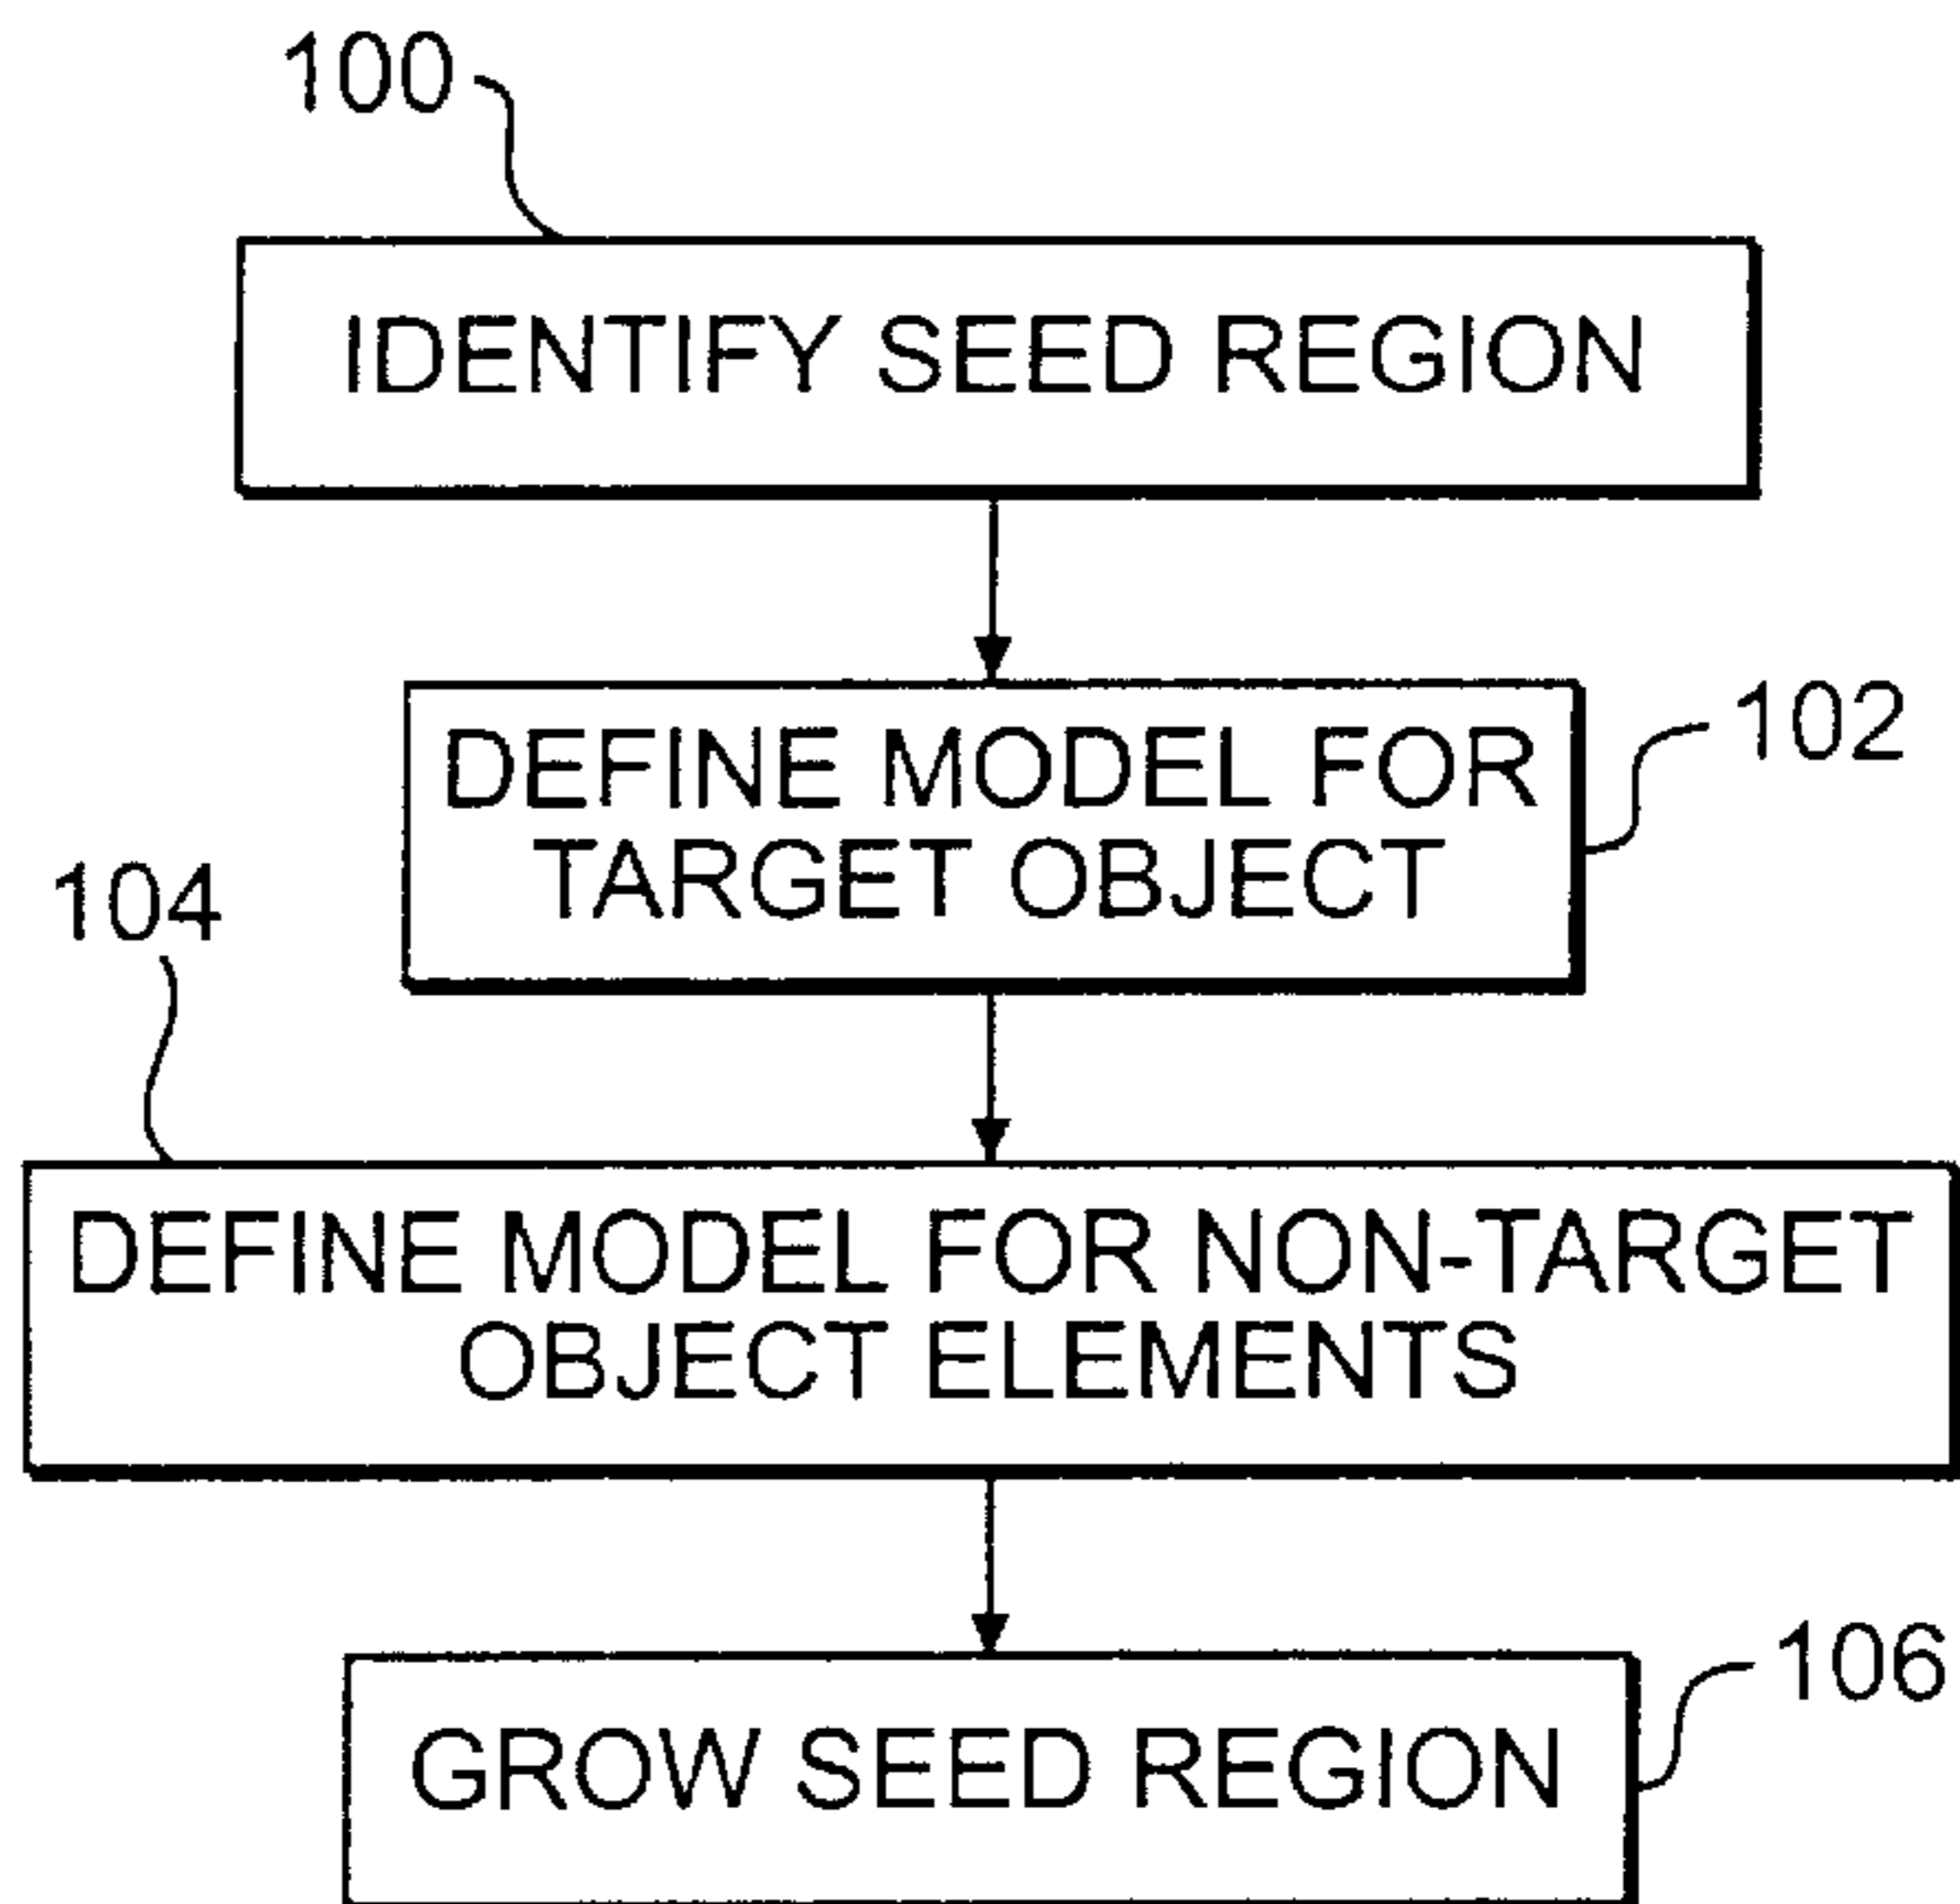 100
IDENTIFY SEED REGION
DEFINE MODEL FOR
TARGET OBJECT
102
104
DEFINE MODEL FOR NON-TARGET
OBJECT ELEMENTS
GROW SEED REGION
106